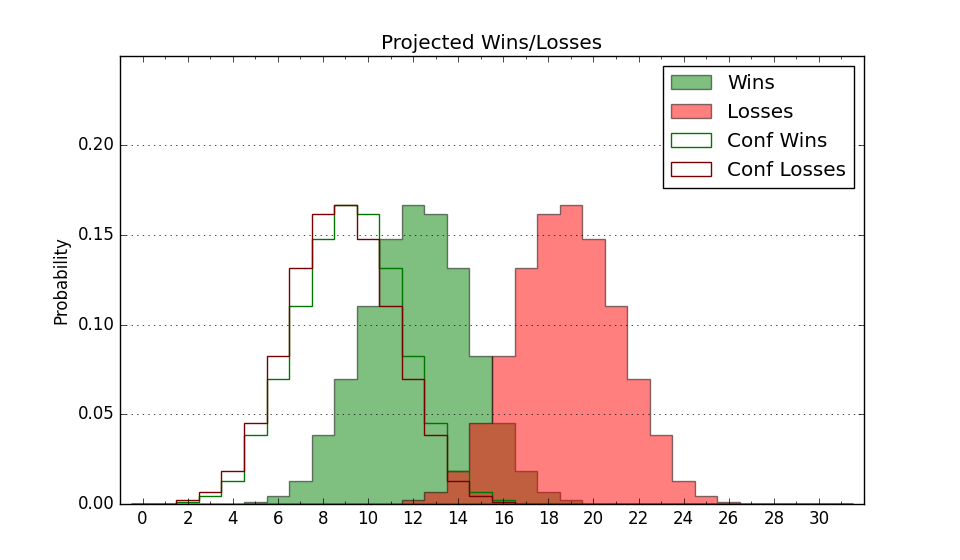 Projected Wins/Losses
Wins
Losses
Conf Wins
Conf Losses
Probability
0.20
0.15
0.10
0.05
0.00
0 2 4 6 8 10 12 14 16 18 20 22 24 26 28 30